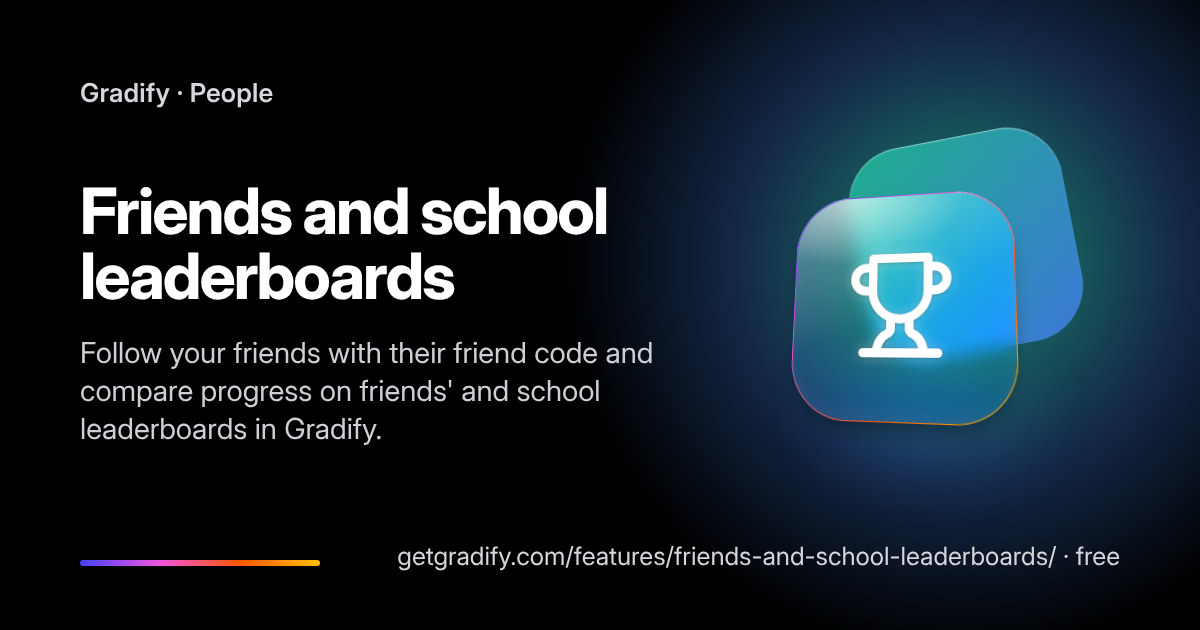 Gradify · People
Friends and school
leaderboards
Follow your friends with their friend code and
compare progress on friends' and school
leaderboards in Gradify.
getgradify.com/features/friends-and-school-leaderboards/ · free